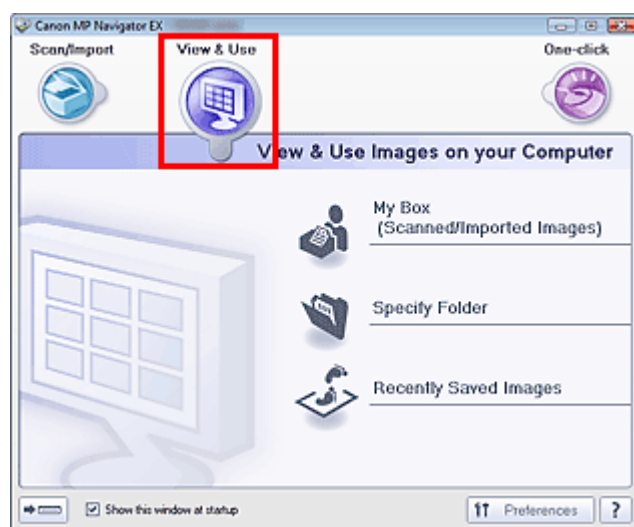 Canon MP Navigator EX
Scan/Import
View & Use
One-click
View & Use Images on your Computer
My Box
(Scanned/Imported Images)
Specify Folder
Recently Saved Images
Show this window at startup
Preferences
?